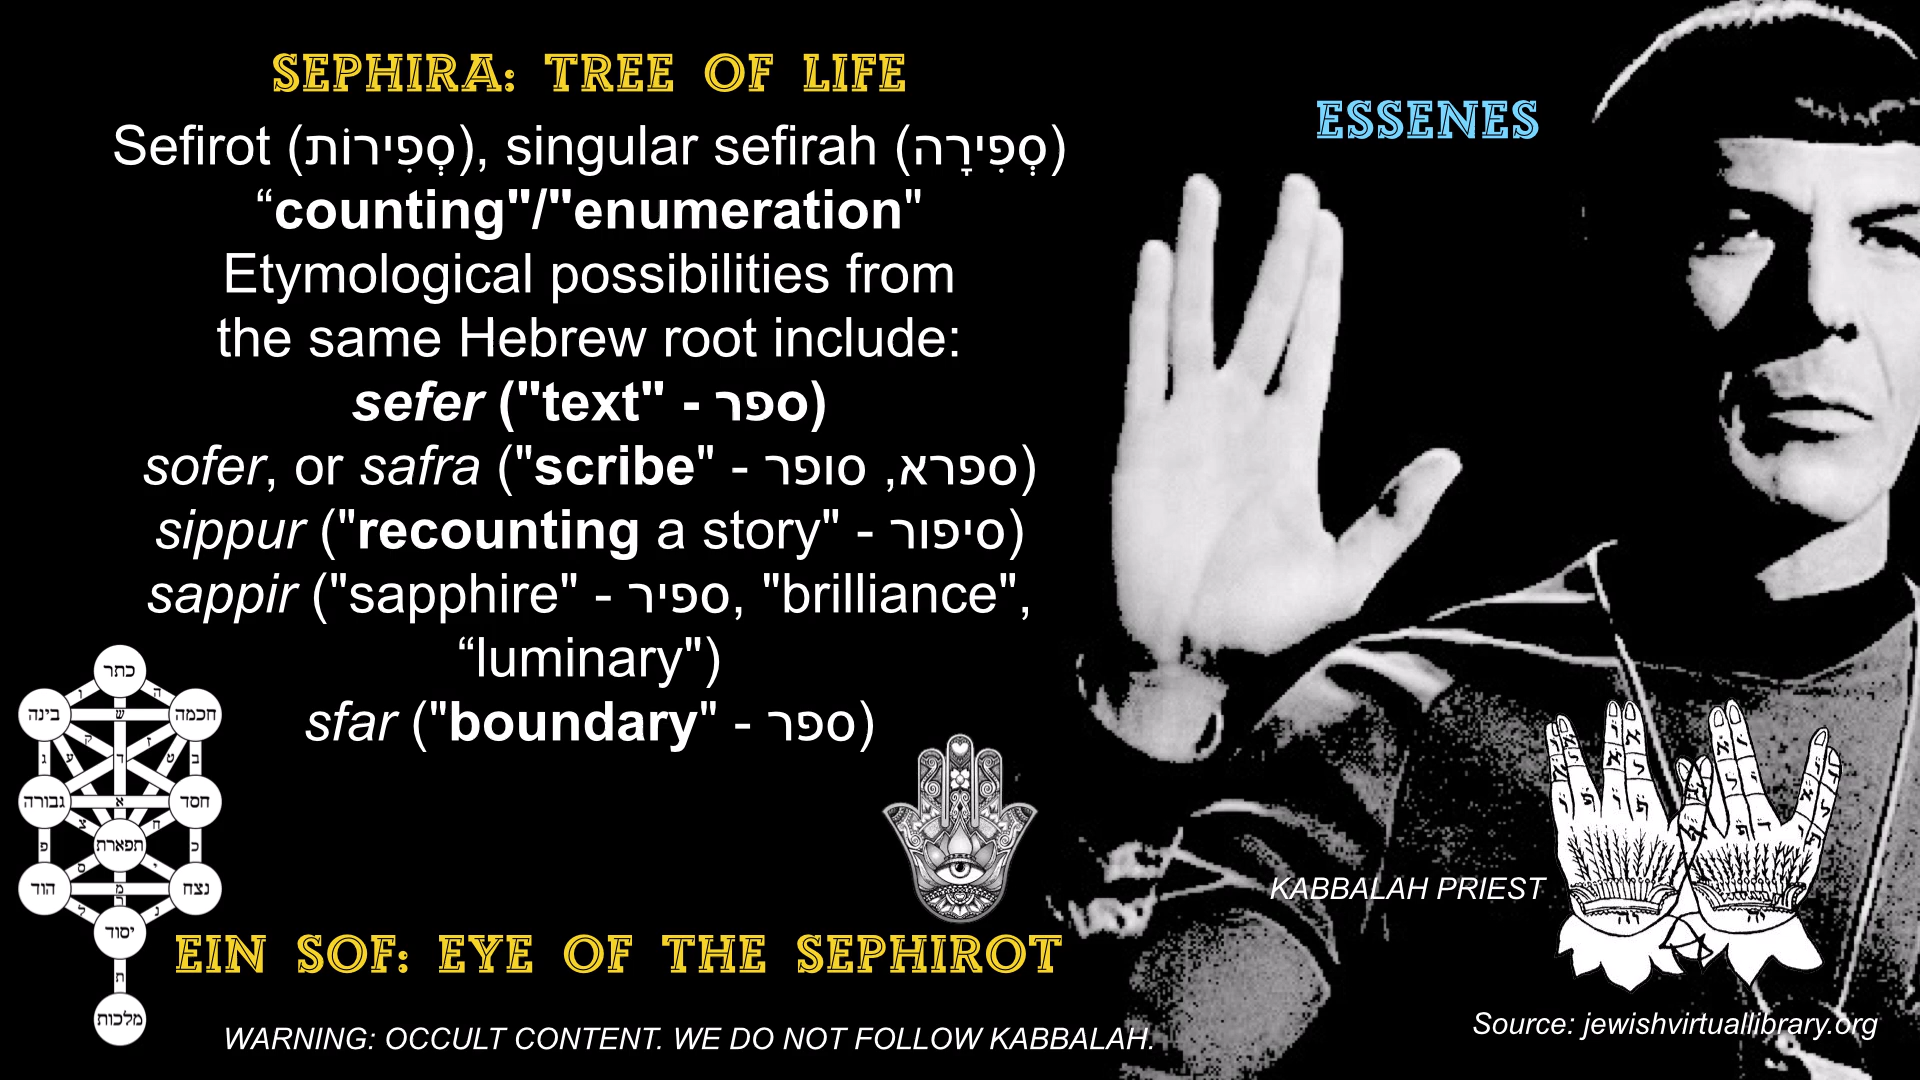 SEPHIRA: TREE OF LIFE
Sefirot (סְפִירוֹת), singular sefirah (סְפִירָה)
“counting"/"enumeration"
Etymological possibilities from
the same Hebrew root include:
sefer ("text" - ספר)
sofer, or safra ("scribe" - ספרא, סופר)
sippur ("recounting a story" - סיפור)
sappir ("sapphire" - ספיר, "brilliance",
“luminary")
sfar ("boundary" - ספר)
ESSENES
כתר
ו
ה
בינה
ש
חכמה
ק
ז
ג
ע
ד
ט
ב
גבורה
א
חסד
צ
ח
פ
תפארת
כ
ס
י
הוד
מ
נצח
ל
ר
נ
יסוד
ת
מלכות
EIN SOF: EYE OF THE SEPHIROT
KABBALAH PRIEST
WARNING: OCCULT CONTENT. WE DO NOT FOLLOW KABBALAH.
Source: jewishvirtuallibrary.org